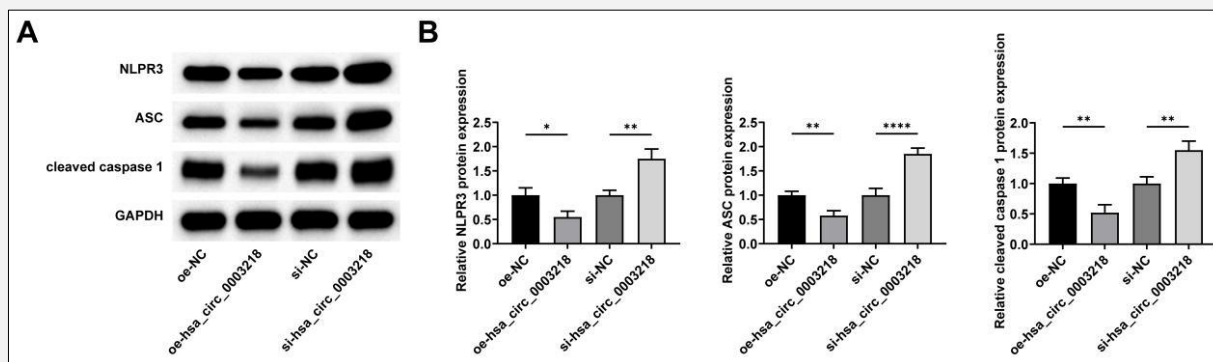 A
NLPR3
ASC
cleaved caspase 1
GAPDH
oe-NC
oe-hsa_circ_0003218
si-NC
si-hsa_circ_0003218
B
Relative NLPR3 protein expression
2.5
2.0
1.5
1.0
0.5
0.0
*
**
oe-NC
oe-hsa_circ_0003218
si-NC
si-hsa_circ_0003218
Relative ASC protein expression
2.5
2.0
1.5
1.0
0.5
0.0
**
****
oe-NC
oe-hsa_circ_0003218
si-NC
si-hsa_circ_0003218
Relative cleaved caspase 1 protein expression
2.0
1.5
1.0
0.5
0.0
**
**
oe-NC
oe-hsa_circ_0003218
si-NC
si-hsa_circ_0003218